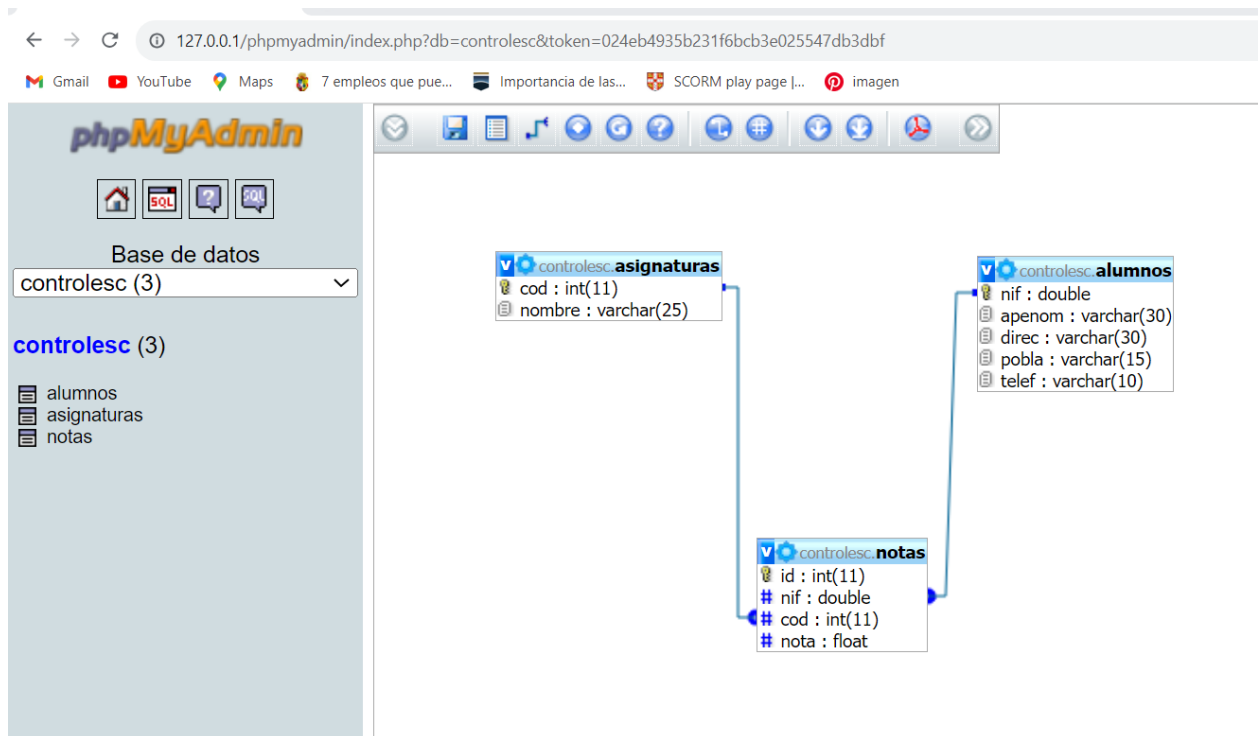 127.0.0.1/phpmyadmin/index.php?db=controlesc&token=024eb4935b231f6bcb3e025547db3dbf
Gmail YouTube Maps 7 empleos que pue... Importancia de las... SCORM play page |... imagen
phpMyAdmin
SQL SQL
Base de datos
controlesc (3)
controlesc (3)
alumnos
asignaturas
notas
controlesc.asignaturas
cod : int(11)
nombre : varchar(25)
controlesc.alumnos
nif : double
apenom : varchar(30)
direc : varchar(30)
pobla : varchar(15)
telef : varchar(10)
controlesc.notas
id : int(11)
# nif : double
# cod : int(11)
# nota : float